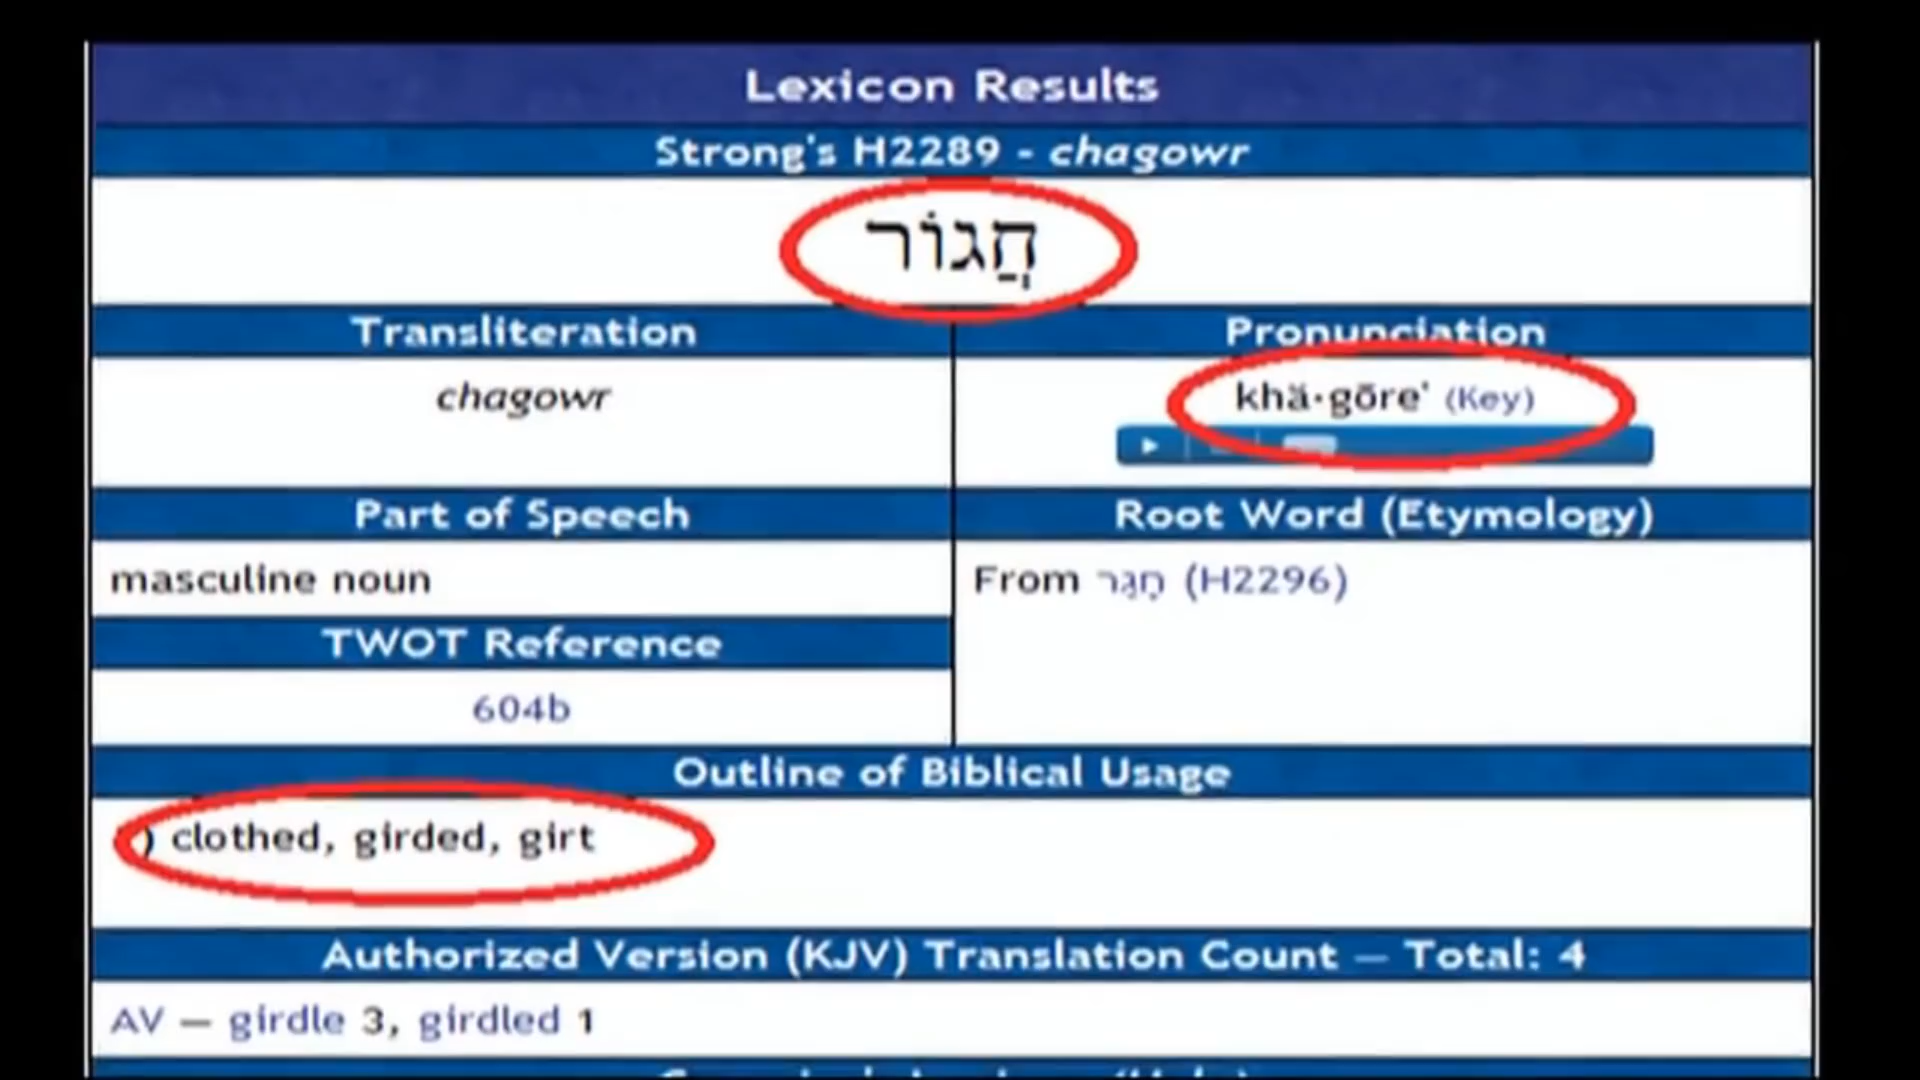 Lexicon Results
Strong's H2289 - chagowr
חֲגוֹר
Transliteration
Pronunciation
chagowr
khä·gōre' (Key)
Part of Speech
Root Word (Etymology)
masculine noun
From חָגַר (H2296)
TWOT Reference
604b
Outline of Biblical Usage
) clothed, girded, girt
Authorized Version (KJV) Translation Count — Total: 4
AV — girdle 3, girdled 1